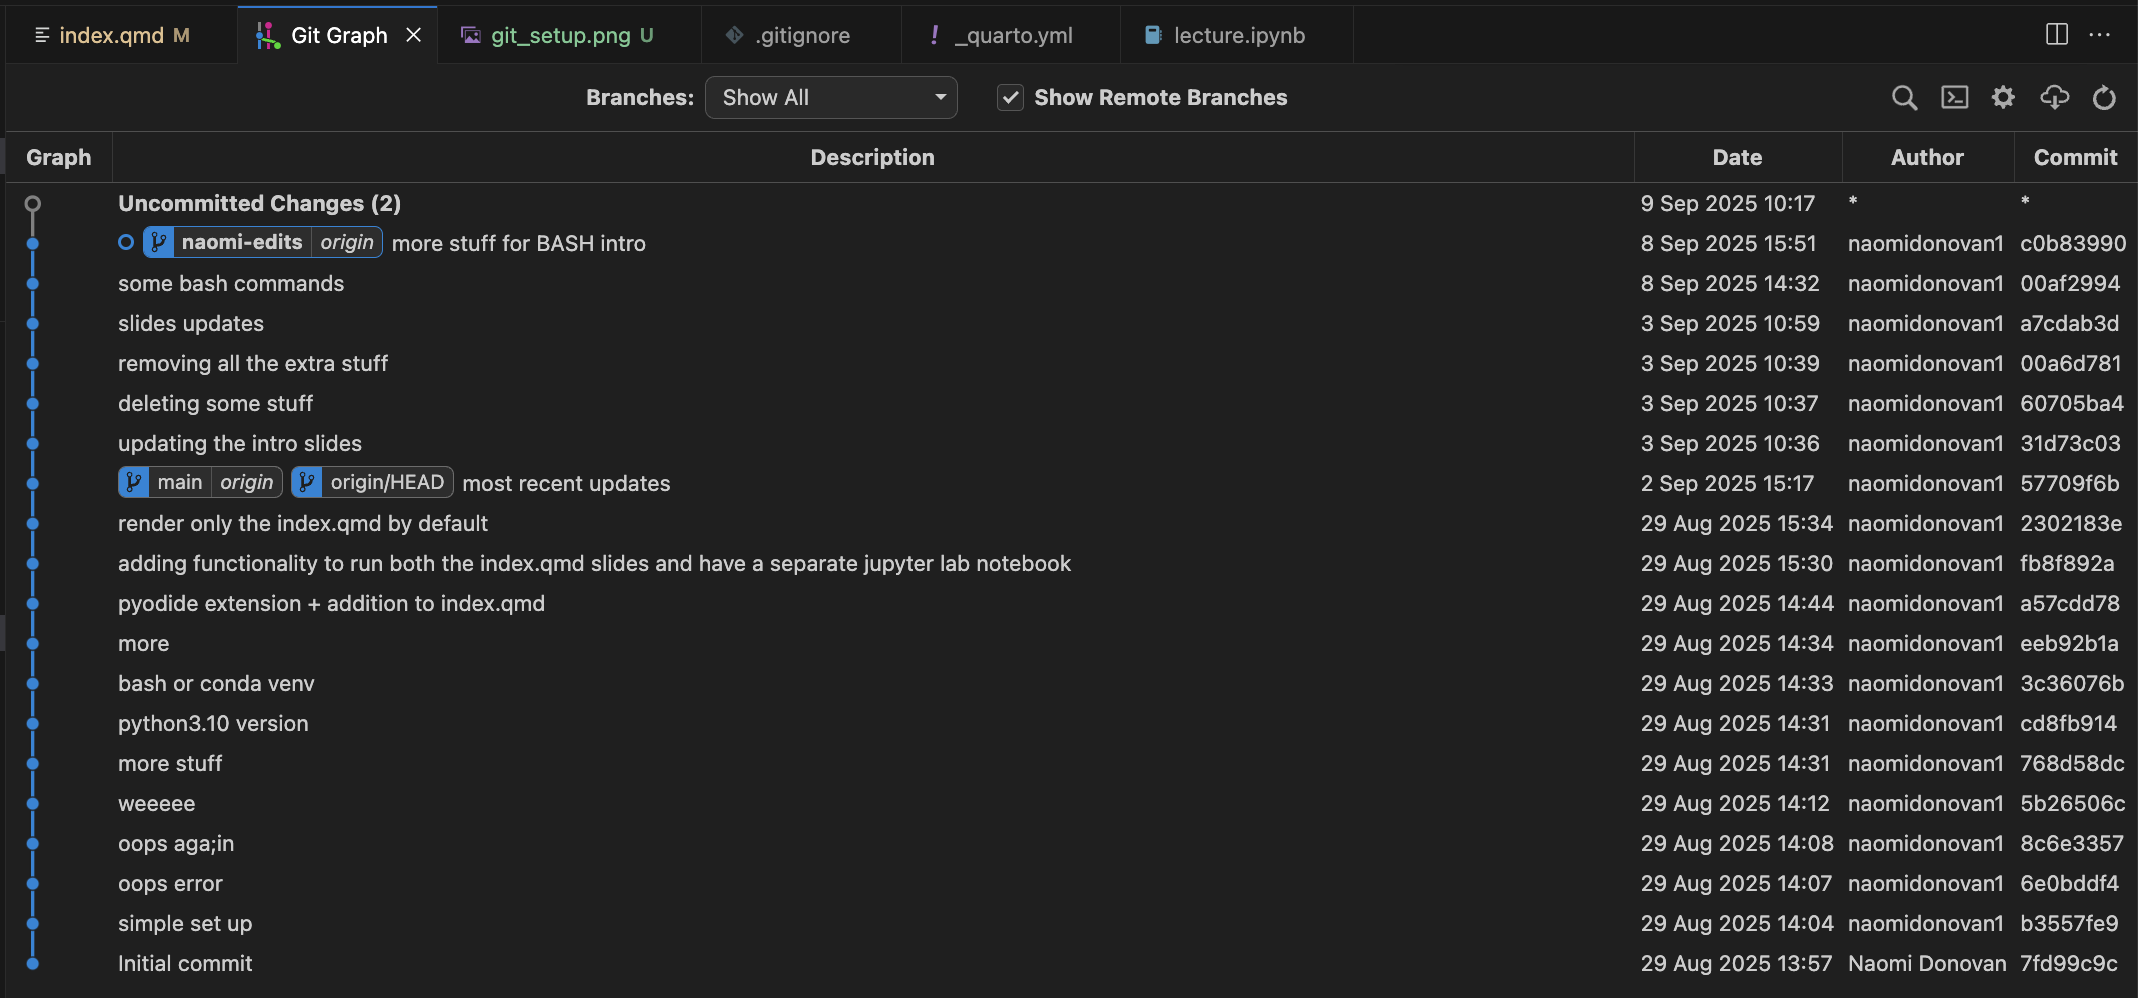 index.qmd M Git Graph git_setup.png U .gitignore ! _quarto.yml lecture.ipynb
Branches: Show All Show Remote Branches
Graph Description Date Author Commit
Uncommitted Changes (2) 9 Sep 2025 10:17 * *
naomi-edits origin more stuff for BASH intro 8 Sep 2025 15:51 naomidonovan1 c0b83990
some bash commands 8 Sep 2025 14:32 naomidonovan1 00af2994
slides updates 3 Sep 2025 10:59 naomidonovan1 a7cdab3d
removing all the extra stuff 3 Sep 2025 10:39 naomidonovan1 00a6d781
deleting some stuff 3 Sep 2025 10:37 naomidonovan1 60705ba4
updating the intro slides 3 Sep 2025 10:36 naomidonovan1 31d73c03
main origin origin/HEAD most recent updates 2 Sep 2025 15:17 naomidonovan1 57709f6b
render only the index.qmd by default 29 Aug 2025 15:34 naomidonovan1 2302183e
adding functionality to run both the index.qmd slides and have a separate jupyter lab notebook 29 Aug 2025 15:30 naomidonovan1 fb8f892a
pyodide extension + addition to index.qmd 29 Aug 2025 14:44 naomidonovan1 a57cdd78
more 29 Aug 2025 14:34 naomidonovan1 eeb92b1a
bash or conda venv 29 Aug 2025 14:33 naomidonovan1 3c36076b
python3.10 version 29 Aug 2025 14:31 naomidonovan1 cd8fb914
more stuff 29 Aug 2025 14:31 naomidonovan1 768d58dc
weeeee 29 Aug 2025 14:12 naomidonovan1 5b26506c
oops aga;in 29 Aug 2025 14:08 naomidonovan1 8c6e3357
oops error 29 Aug 2025 14:07 naomidonovan1 6e0bddf4
simple set up 29 Aug 2025 14:04 naomidonovan1 b3557fe9
Initial commit 29 Aug 2025 13:57 Naomi Donovan 7fd99c9c